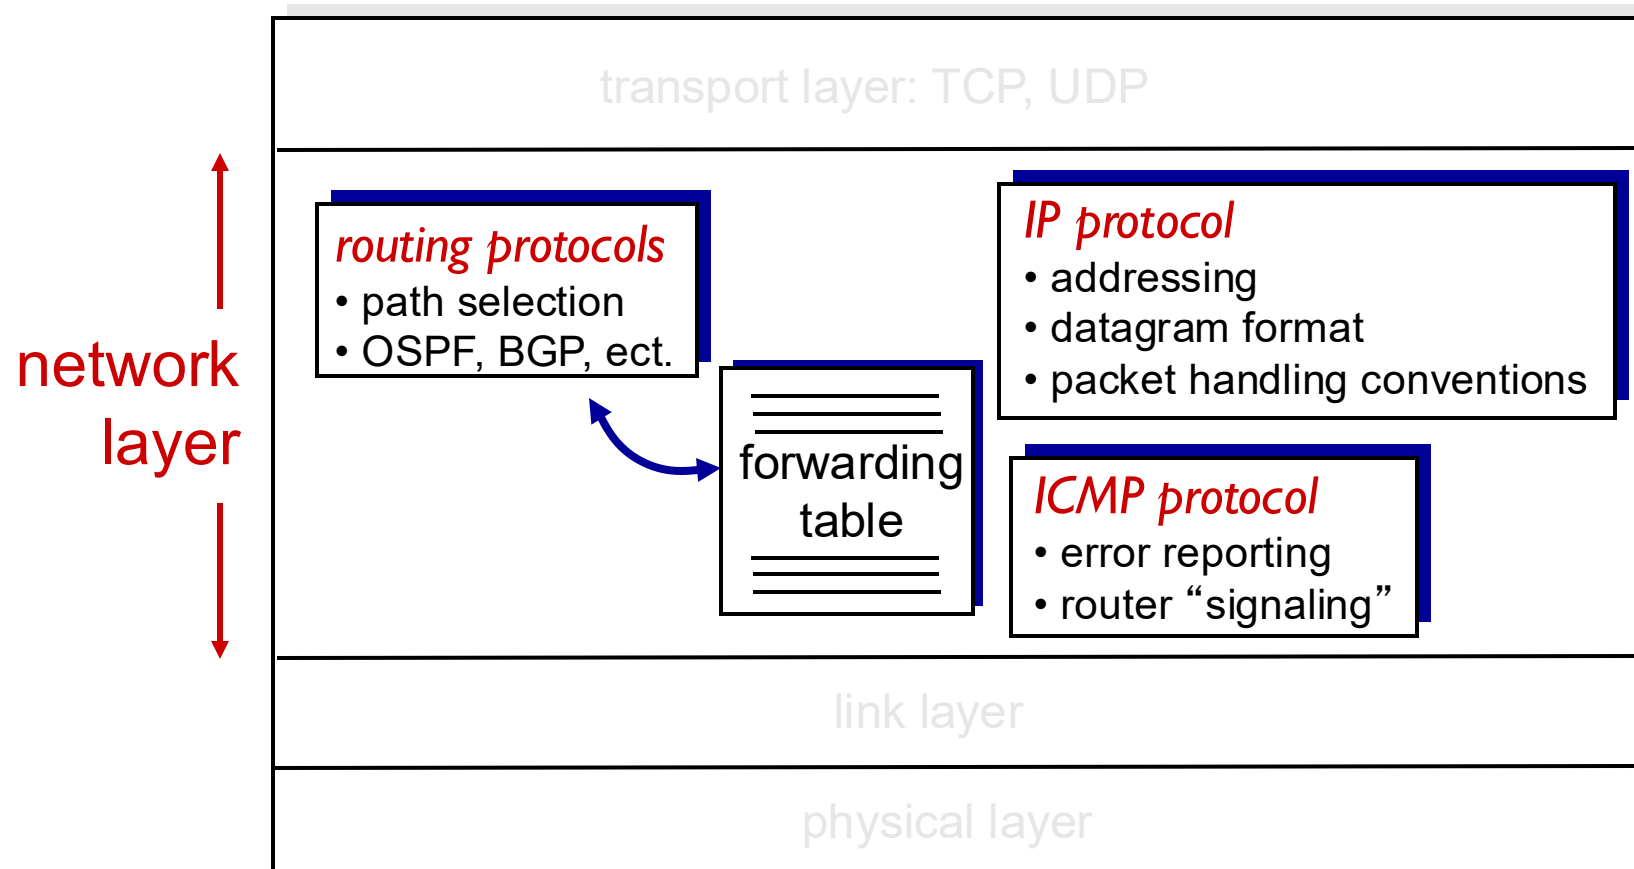 transport layer: TCP, UDP
network
layer
routing protocols
• path selection
• OSPF, BGP, ect.
forwarding
table
IP protocol
• addressing
• datagram format
• packet handling conventions
ICMP protocol
• error reporting
• router “signaling”
link layer
physical layer